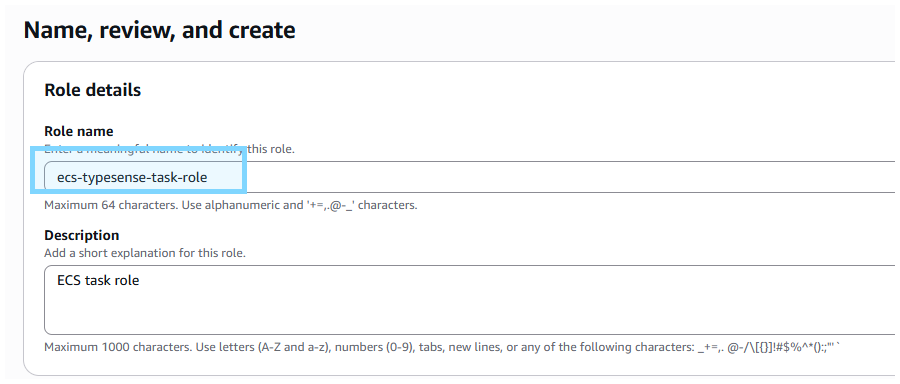 Name, review, and create
Role details
Role name
Enter a meaningful name to identify this role.
ecs-typesense-task-role
Maximum 64 characters. Use alphanumeric and '+=,.@-_' characters.
Description
Add a short explanation for this role.
ECS task role
Maximum 1000 characters. Use letters (A-Z and a-z), numbers (0-9), tabs, new lines, or any of the following characters: _+=,. @-/\[{}]!#$%^*();:"'`